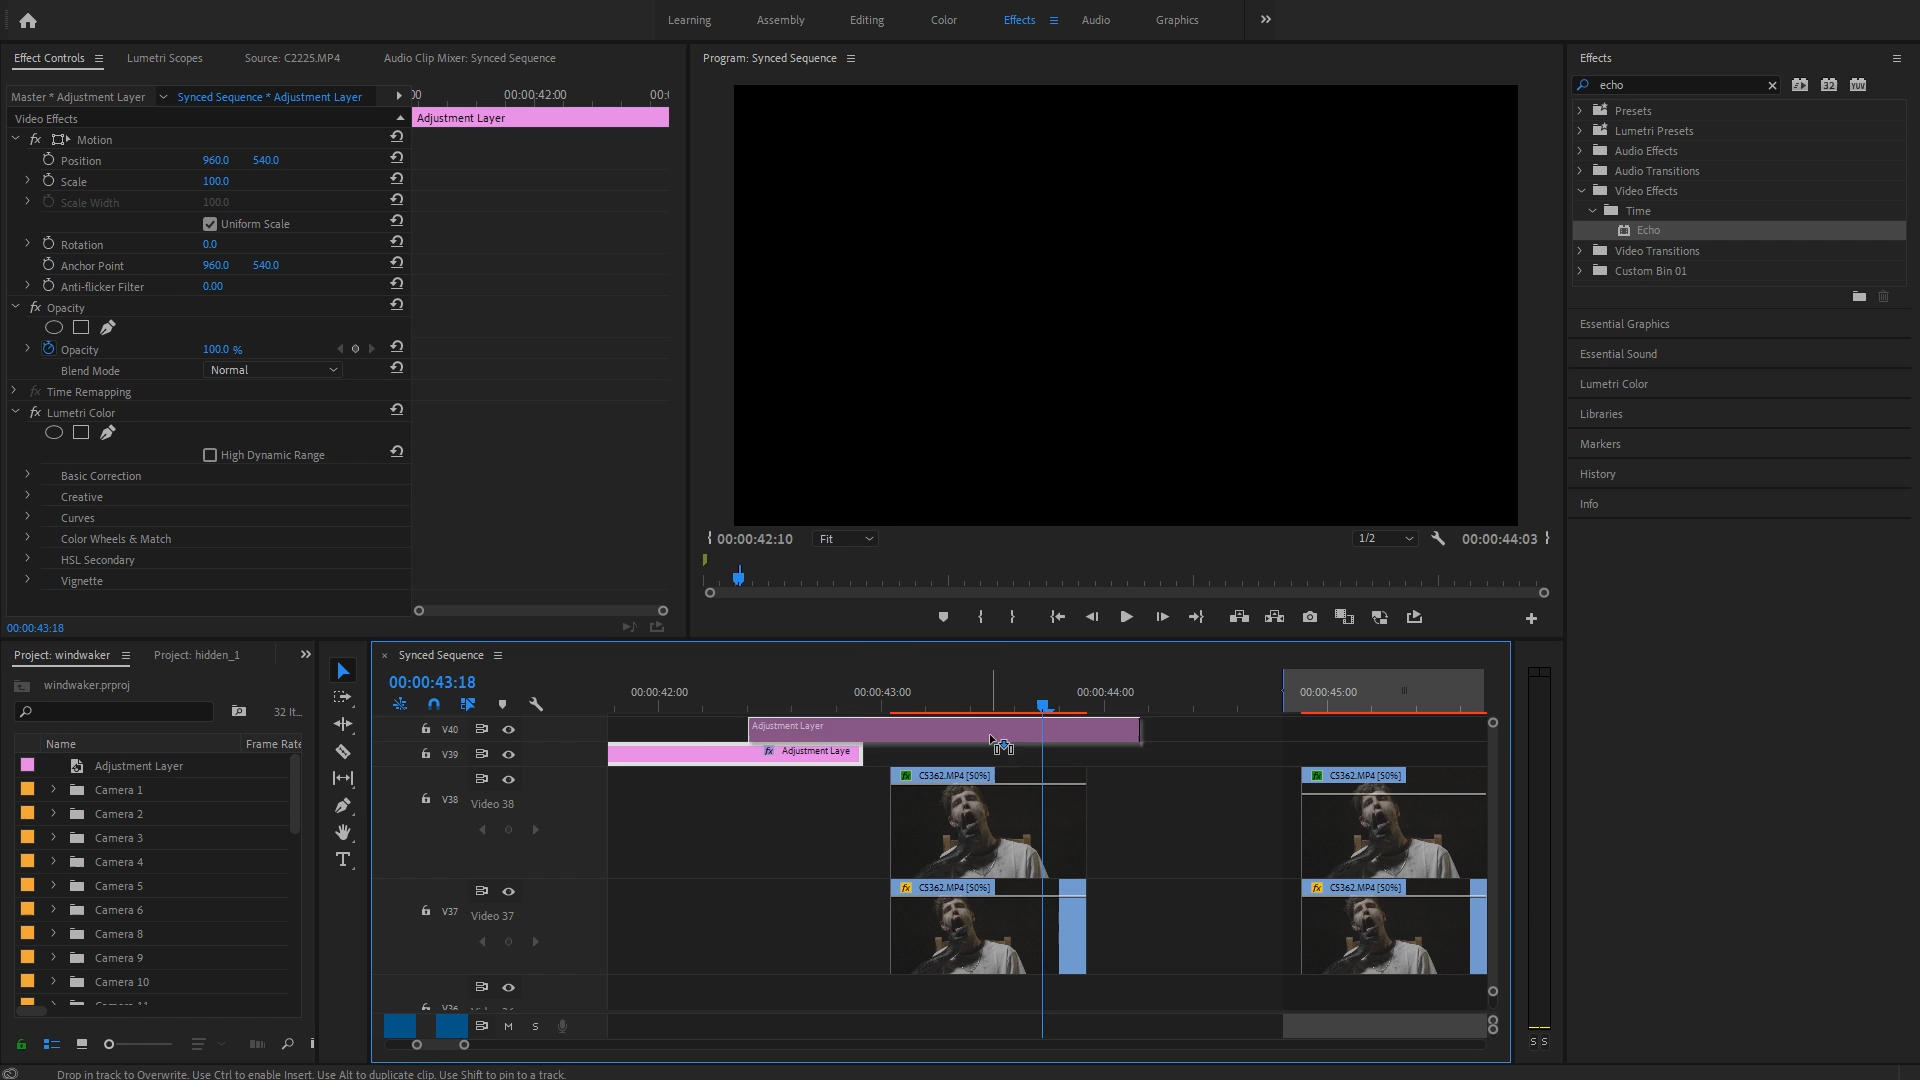 Learning Assembly Editing Color Effects Audio Graphics
Effect Controls Lumetri Scopes Source: C2225.MP4 Audio Clip Mixer: Synced Sequence
Program: Synced Sequence
Effects
echo
Master * Adjustment Layer Synced Sequence * Adjustment Layer
00:00:42:00
Video Effects
Adjustment Layer
fx Motion
Position 960.0 540.0
Scale 100.0
Scale Width 100.0
Uniform Scale
Rotation 0.0
Anchor Point 960.0 540.0
Anti-flicker Filter 0.00
fx Opacity
Opacity 100.0 %
Blend Mode Normal
fx Time Remapping
fx Lumetri Color
High Dynamic Range
Basic Correction
Creative
Curves
Color Wheels & Match
HSL Secondary
Vignette
00:00:43:18
Presets
Lumetri Presets
Audio Effects
Audio Transitions
Video Effects
Time
Echo
Video Transitions
Custom Bin 01
Essential Graphics
Essential Sound
Lumetri Color
Libraries
Markers
History
Info
00:00:42:10 Fit 1/2 00:00:44:03
Project: windwaker Project: hidden_1
windwaker.prproj
32 It...
Name Frame Rate
Adjustment Layer
Camera 1
Camera 2
Camera 3
Camera 4
Camera 5
Camera 6
Camera 8
Camera 9
Camera 10
Camera 11
× Synced Sequence
00:00:43:18
00:00:42:00 00:00:43:00 00:00:44:00 00:00:45:00
V40 Adjustment Layer
V39 fx Adjustment Laye
fx CS362.MP4 [50%] fx CS362.MP4 [50%]
V38 Video 38
fx CS362.MP4 [50%] fx CS362.MP4 [50%]
V37 Video 37
V36
M S
S S
Drop in track to Overwrite. Use Ctrl to enable Insert. Use Alt to duplicate clip. Use Shift to pin to a track.